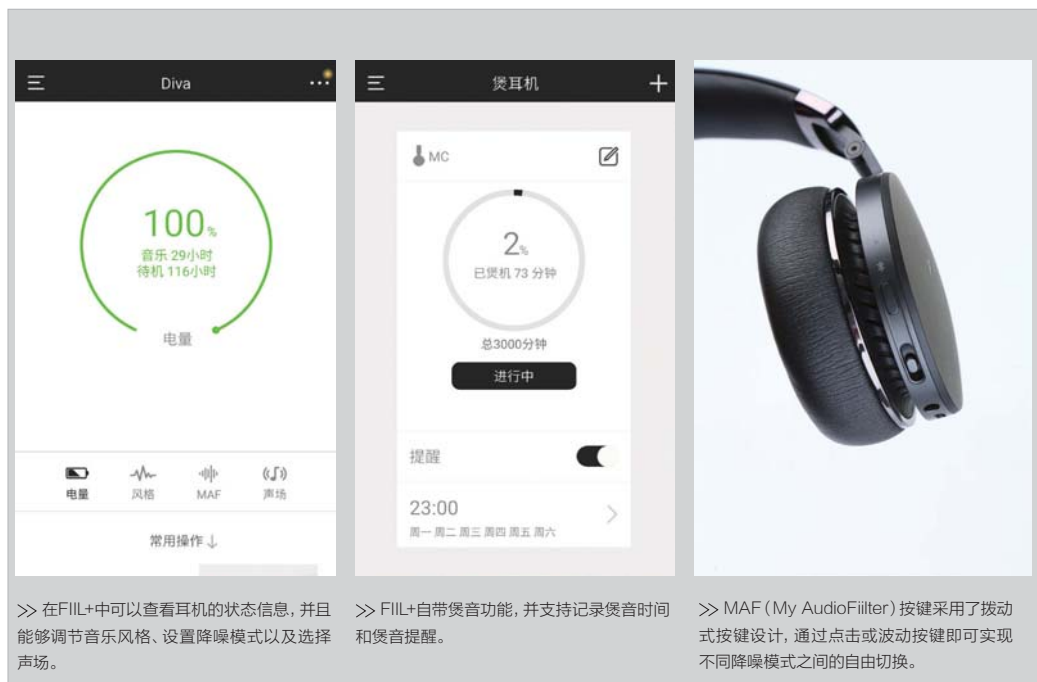 Diva
100%
音乐 29小时
待机 116小时
电量
电量 风格 MAF 声场
常用操作↓
煲耳机
MC
2%
已煲机 73 分钟
总3000分钟
进行中
提醒
23:00
周一 周二 周三 周四 周五 周六
>> 在FIIL+中可以查看耳机的状态信息, 并且
能够调节音乐风格、设置降噪模式以及选择
声场。
>> FIIL+自带煲音功能, 并支持记录煲音时间
和煲音提醒。
>> MAF (My AudioFiilter) 按键采用了拨动
式按键设计, 通过点击或波动按键即可实现
不同降噪模式之间的自由切换。